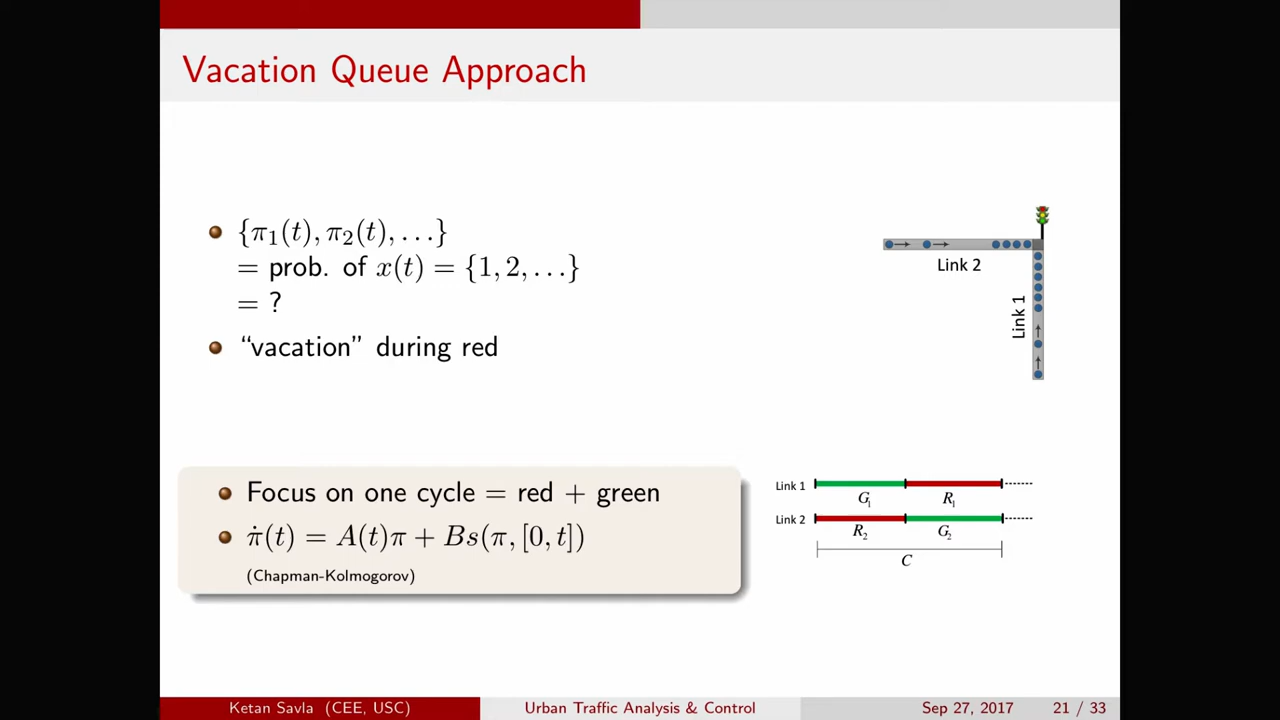 Vacation Queue Approach
{π₁(t), π₂(t), . . .}
= prob. of x(t) = {1, 2, . . .}
= ?
“vacation” during red
Link 2
Link 1
Focus on one cycle = red + green
π̇(t) = A(t)π + Bs(π, [0, t])
(Chapman-Kolmogorov)
Link 1
G₁ R₁
Link 2
R₂ G₂
C
Ketan Savla (CEE, USC) Urban Traffic Analysis & Control Sep 27, 2017 21 / 33